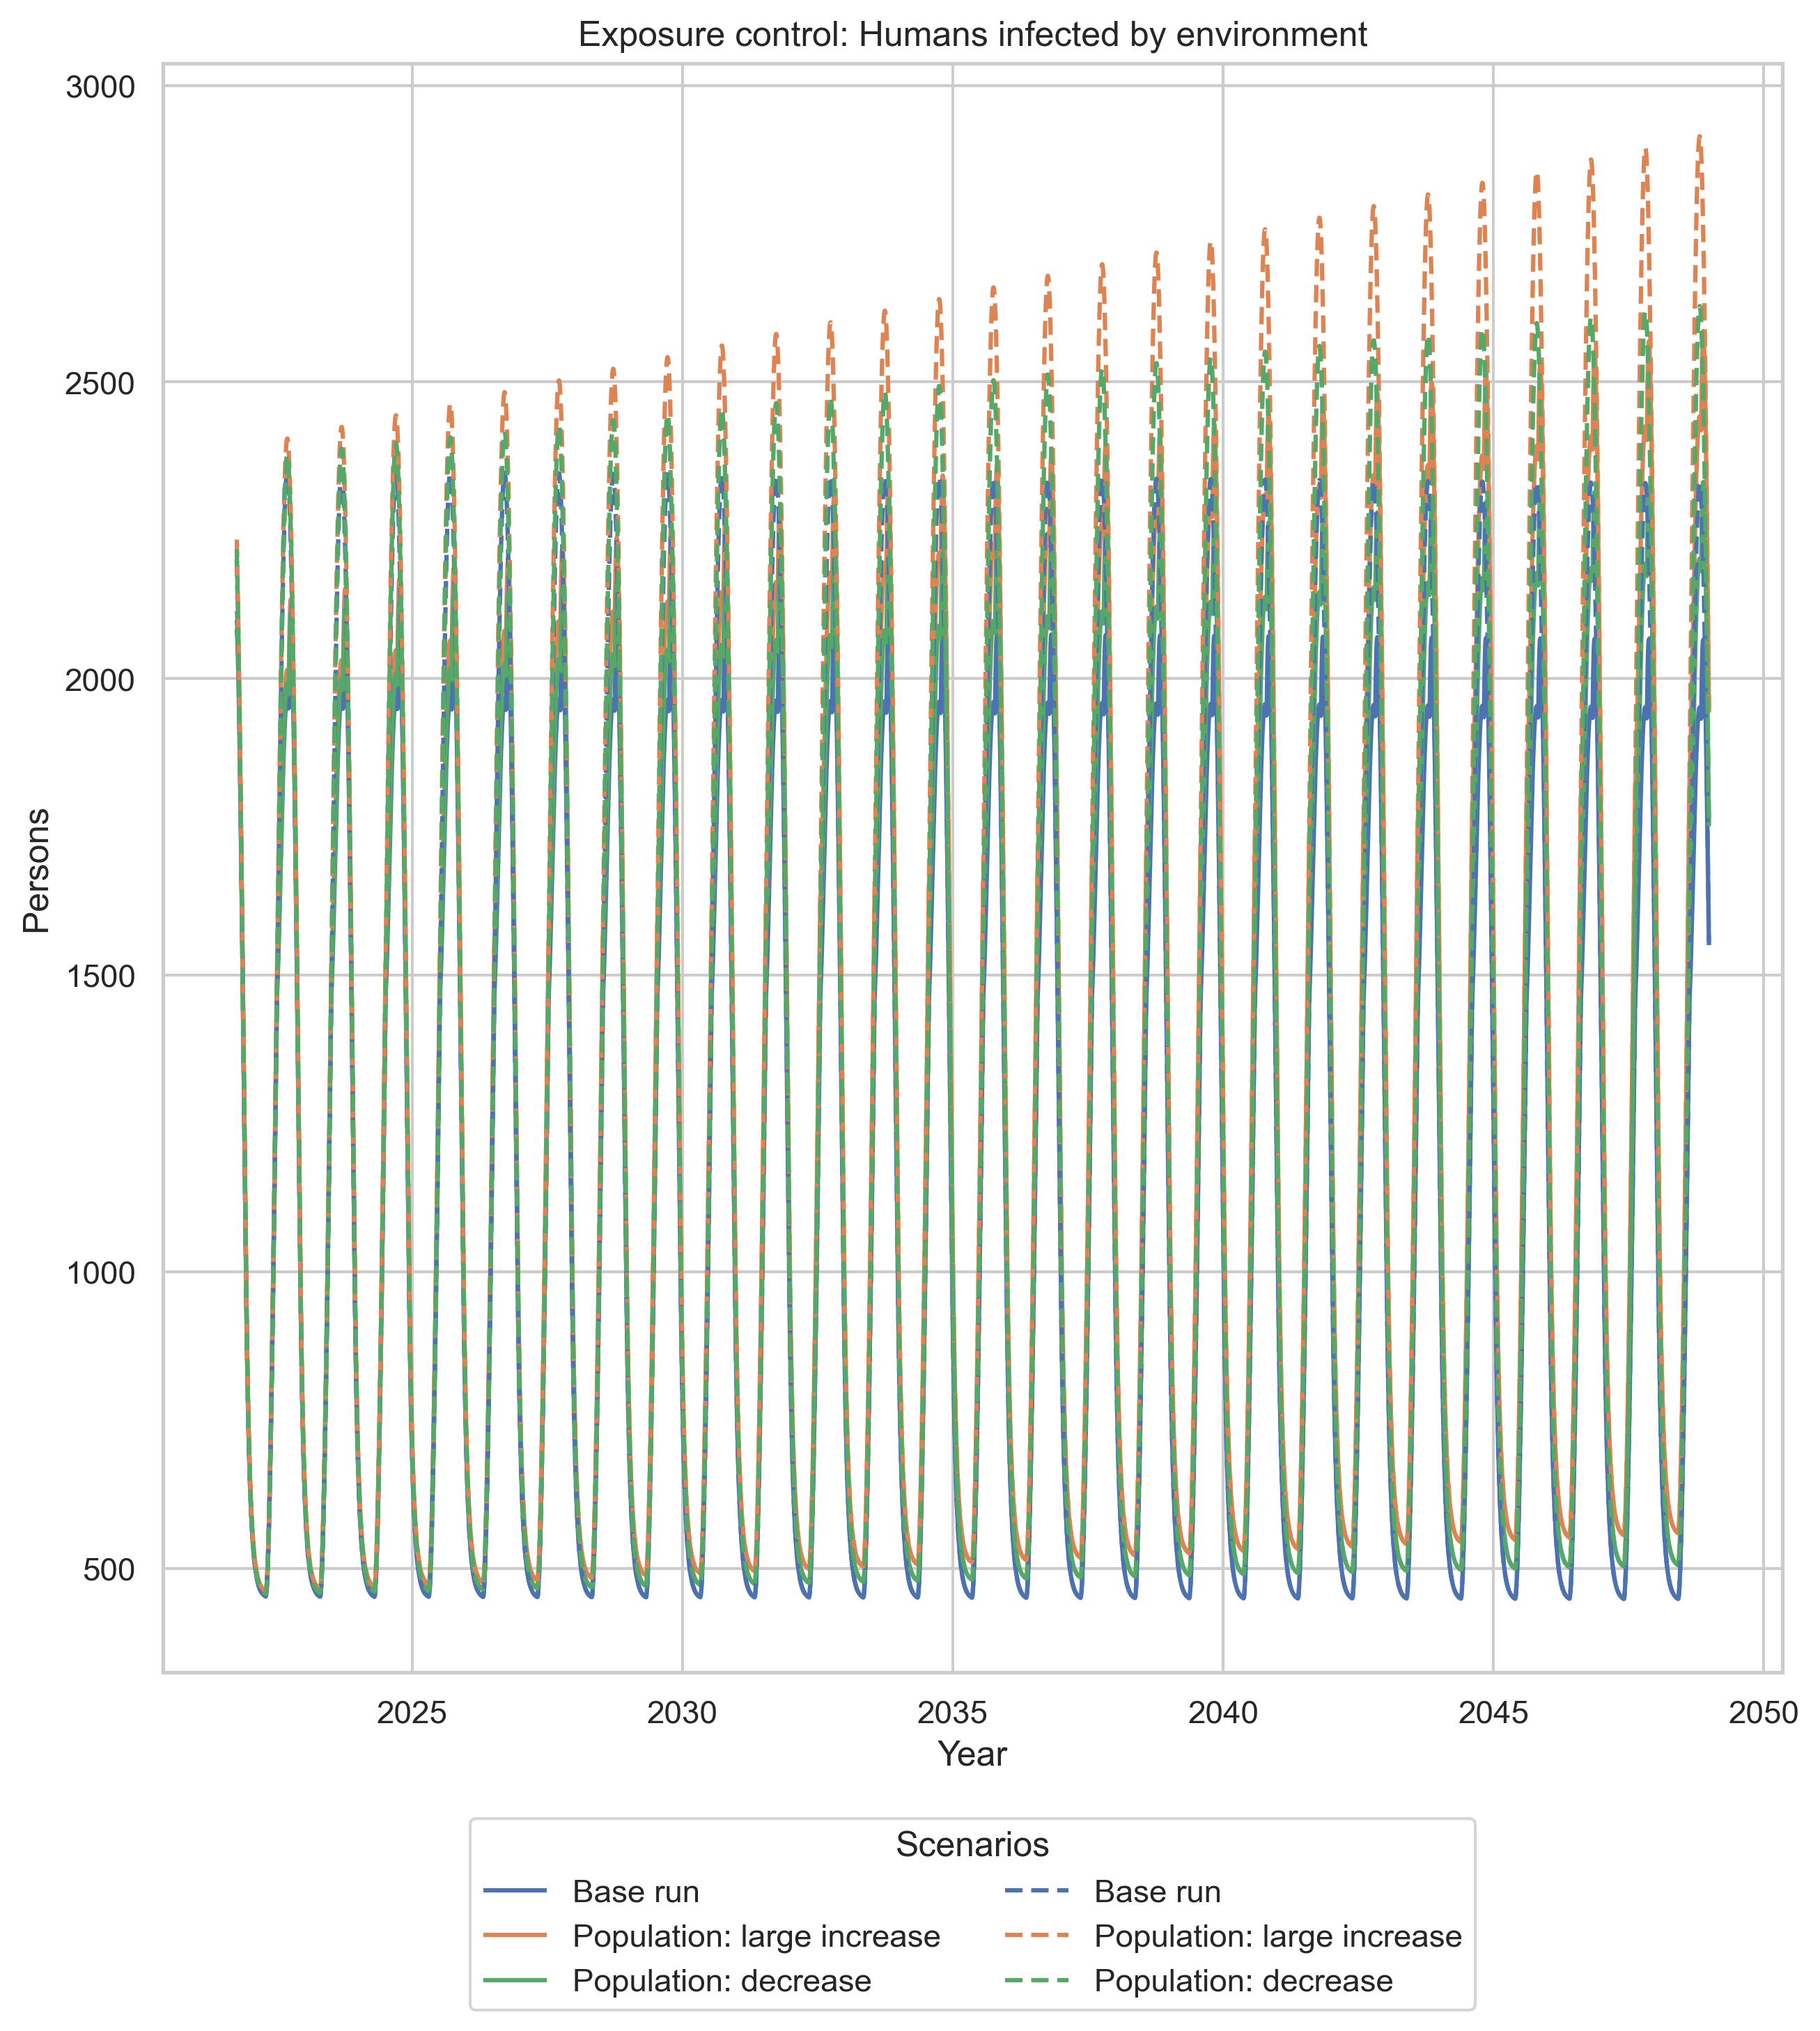 Exposure control: Humans infected by environment
3000
2500
2000
1500
1000
500
Persons
2025
2030
2035
2040
2045
2050
Year
Scenarios
Base run
Population: large increase
Population: decrease
Base run
Population: large increase
Population: decrease